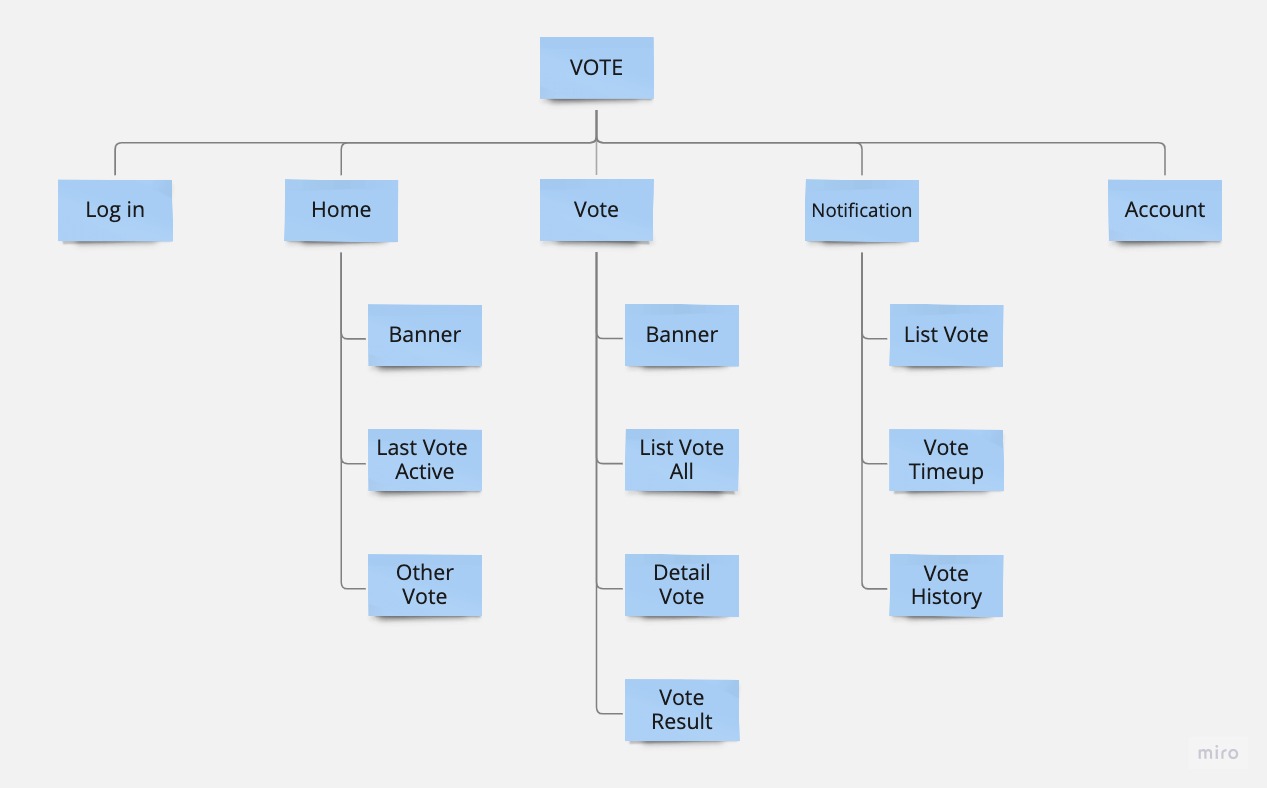 VOTE
Log in
Home
Vote
Notification
Account
Banner
Banner
List Vote
Last Vote
Active
List Vote
All
Vote
Timeup
Other
Vote
Detail
Vote
Vote
History
Vote
Result
miro